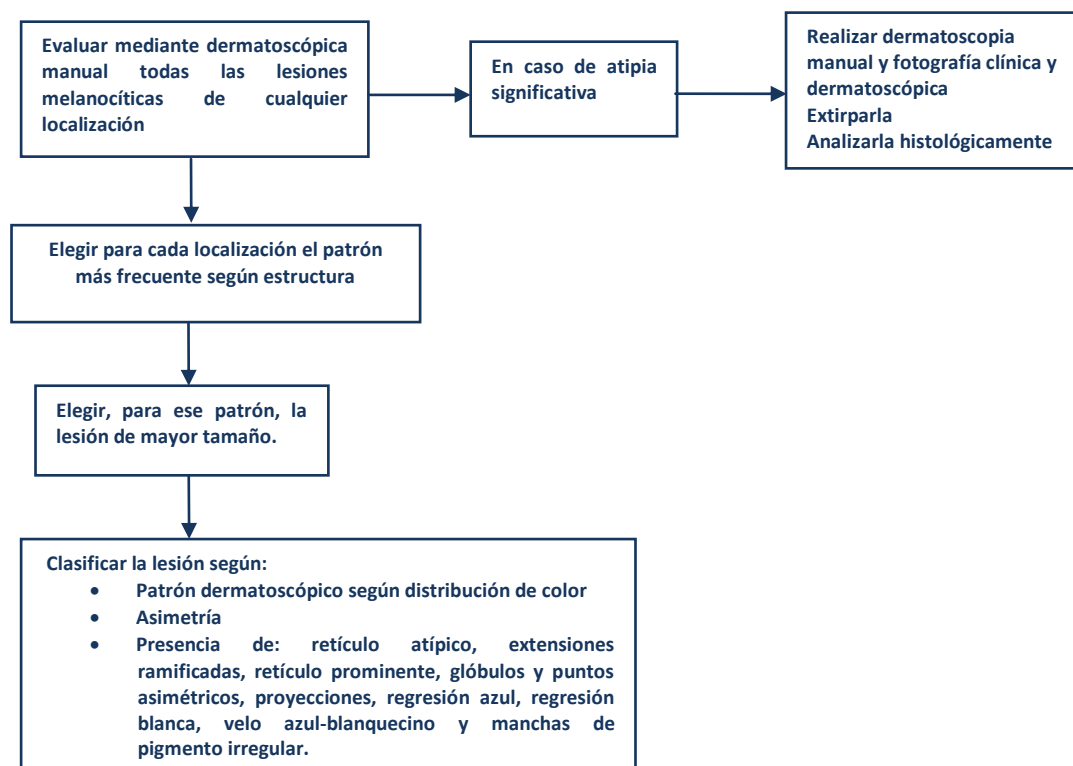 Evaluar mediante dermatoscópica
manual todas las lesiones
melanocíticas de cualquier
localización
En caso de atipia
significativa
Realizar dermatoscopia
manual y fotografía clínica y
dermatoscópica
Extirparla
Analizarla histológicamente
Elegir para cada localización el patrón
más frecuente según estructura
Elegir, para ese patrón, la
lesión de mayor tamaño.
Clasificar la lesión según:
• Patrón dermatoscópico según distribución de color
• Asimetría
• Presencia de: retículo atípico, extensiones
ramificadas, retículo prominente, glóbulos y puntos
asimétricos, proyecciones, regresión azul, regresión
blanca, velo azul-blanquecino y manchas de
pigmento irregular.